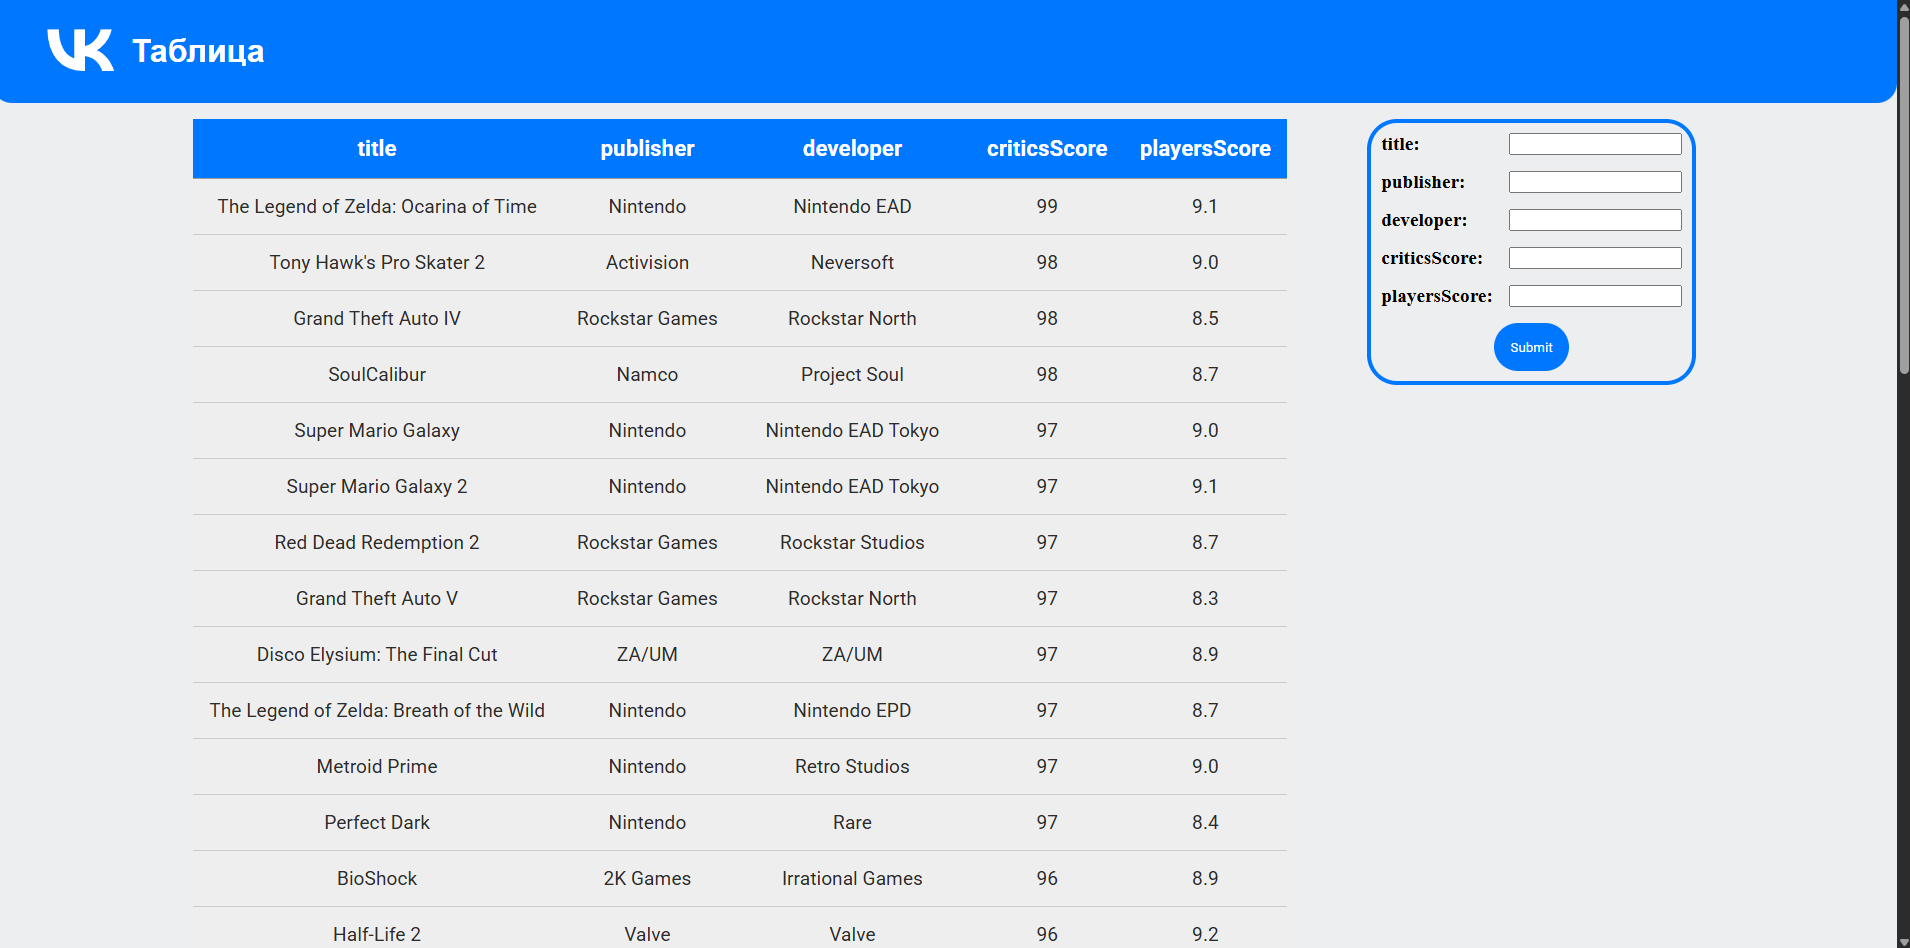 VK Таблица
title publisher developer criticsScore playersScore
The Legend of Zelda: Ocarina of Time Nintendo Nintendo EAD 99 9.1
Tony Hawk's Pro Skater 2 Activision Neversoft 98 9.0
Grand Theft Auto IV Rockstar Games Rockstar North 98 8.5
SoulCalibur Namco Project Soul 98 8.7
Super Mario Galaxy Nintendo Nintendo EAD Tokyo 97 9.0
Super Mario Galaxy 2 Nintendo Nintendo EAD Tokyo 97 9.1
Red Dead Redemption 2 Rockstar Games Rockstar Studios 97 8.7
Grand Theft Auto V Rockstar Games Rockstar North 97 8.3
Disco Elysium: The Final Cut ZA/UM ZA/UM 97 8.9
The Legend of Zelda: Breath of the Wild Nintendo Nintendo EPD 97 8.7
Metroid Prime Nintendo Retro Studios 97 9.0
Perfect Dark Nintendo Rare 97 8.4
BioShock 2K Games Irrational Games 96 8.9
Half-Life 2 Valve Valve 96 9.2
title:
publisher:
developer:
criticsScore:
playersScore:
Submit